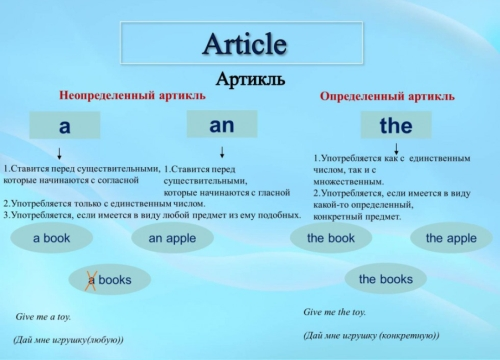 Article
Артикль
Неопределенный артикль
Определенный артикль
a
an
the
1.Ставится перед существительными,
которые начинаются с согласной
1.Ставится перед
существительными,
которые начинаются с гласной
2.Употребляется только с единственным числом.
3.Употребляется, если имеется в виду любой предмет из ему подобных.
1.Употребляется как с единственным
числом, так и с
множественным.
2.Употребляется, если имеется в виду
какой-то определенный,
конкретный предмет.
a book
an apple
the book
the apple
a books
the books
Give me a toy.
(Дай мне игрушку(любую))
Give me the toy.
(Дай мне игрушку (конкретную))